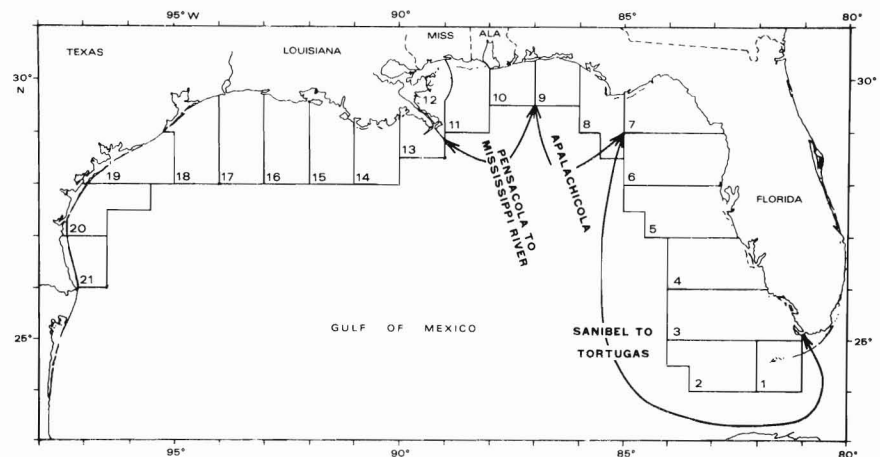 95° W
90°
85°
80°
TEXAS
LOUISIANA
MISS
ALA
30°
N
30°
12
11
10
9
8
7
13
19
18
17
16
15
14
6
FLORIDA
PENSACOLA TO
MISSISSIPPI RIVER
APALACHICOLA
20
5
21
4
GULF OF MEXICO
SANIBEL TO
TORTUGAS
3
25°
25°
2
1
95°
90°
85°
80°